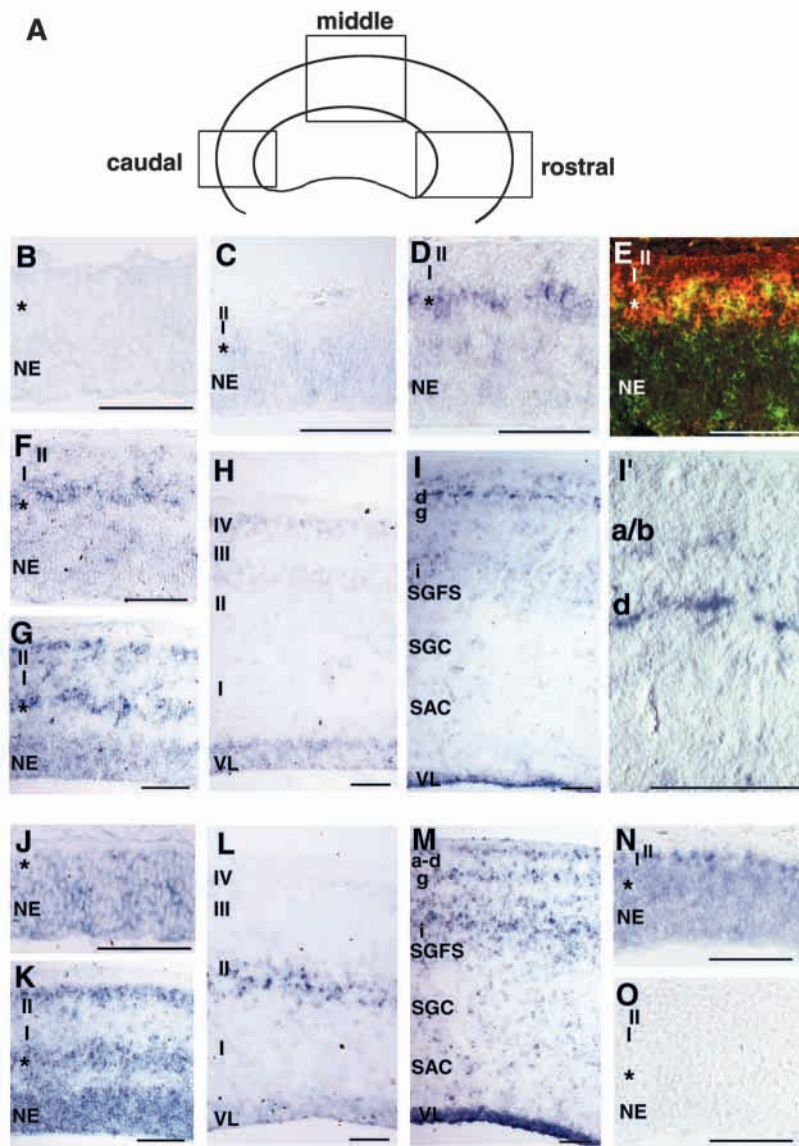 A
middle
caudal
rostral
B
*
NE
C
II
I
*
NE
D
II
I
*
NE
E
II
I
*
NE
F
II
I
*
NE
G
II
I
*
NE
H
IV
III
II
I
VL
I
d
g
i
SGFS
SGC
SAC
VL
I'
a/b
d
J
*
NE
K
II
I
*
NE
L
IV
III
II
I
VL
M
a-d
g
i
SGFS
SGC
SAC
VL
N
II
I
*
NE
O
II
I
*
NE